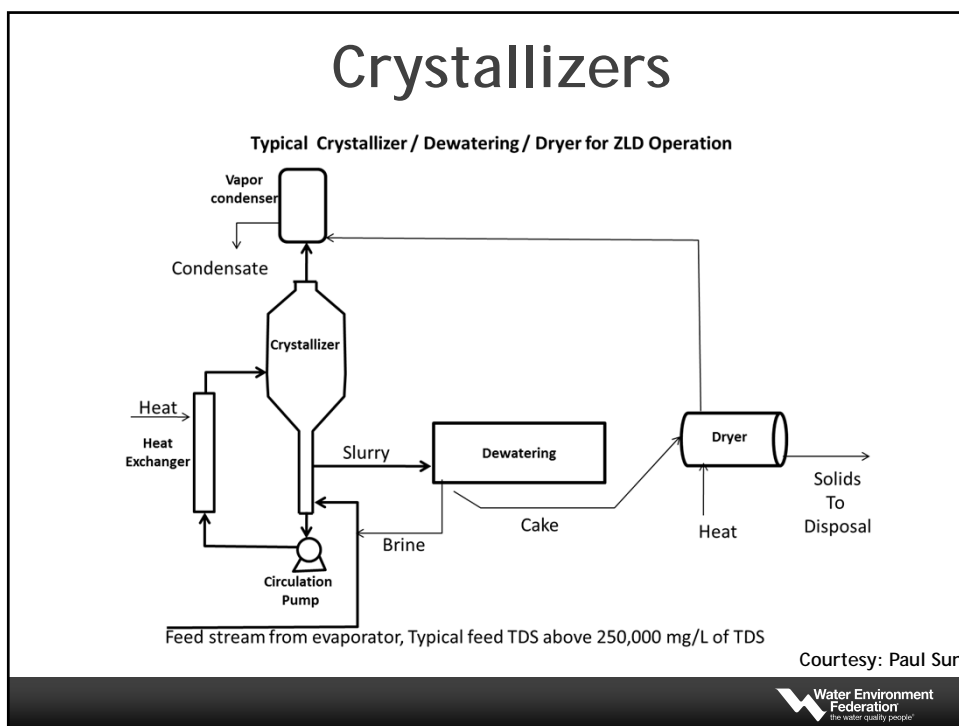 Crystallizers
Typical Crystallizer / Dewatering / Dryer for ZLD Operation
Vapor
condenser
Condensate
Crystallizer
Heat
Heat
Exchanger
Slurry
Dewatering
Dryer
Solids
To
Disposal
Heat
Cake
Brine
Circulation
Pump
Feed stream from evaporator, Typical feed TDS above 250,000 mg/L of TDS
Courtesy: Paul Sun
Water Environment
Federation®
the water quality people®